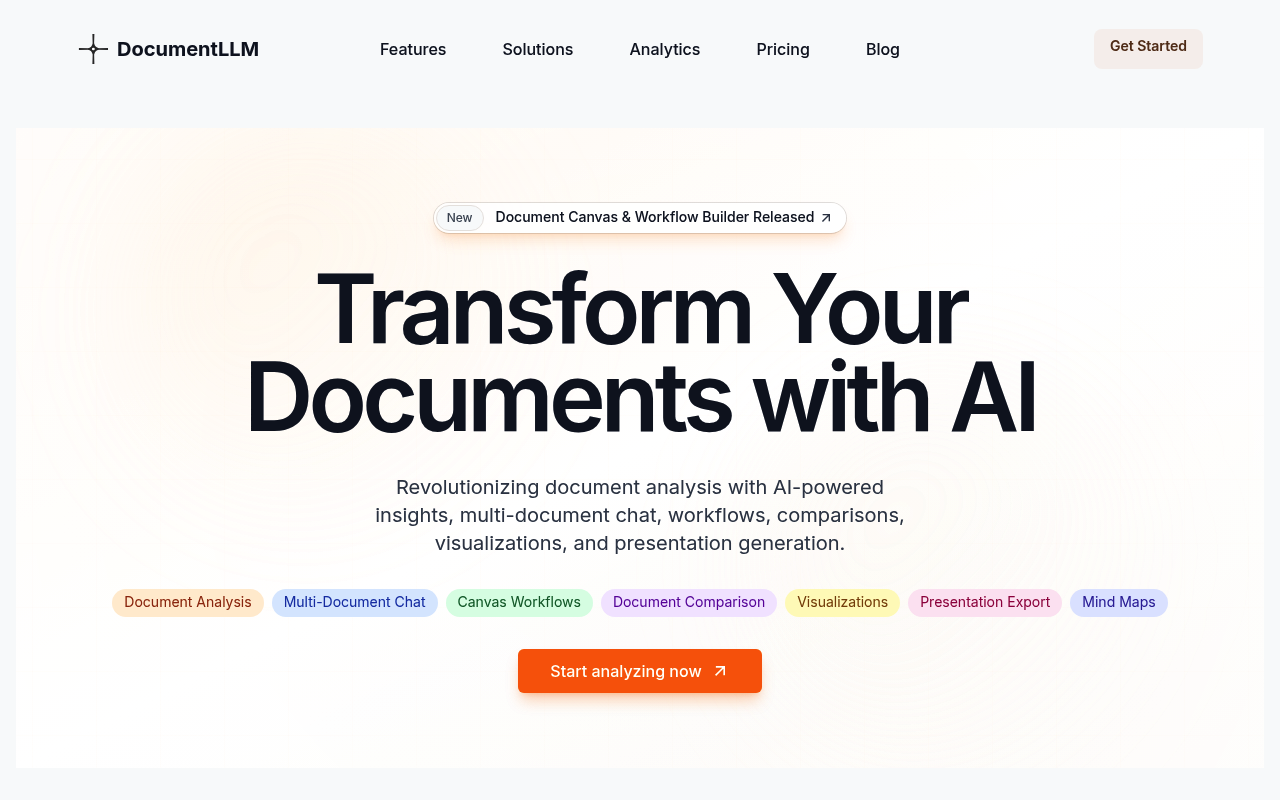 DocumentLLM
Features
Solutions
Analytics
Pricing
Blog
Get Started
New
Document Canvas & Workflow Builder Released
Transform Your
Documents with AI
Revolutionizing document analysis with AI-powered
insights, multi-document chat, workflows, comparisons,
visualizations, and presentation generation.
Document Analysis
Multi-Document Chat
Canvas Workflows
Document Comparison
Visualizations
Presentation Export
Mind Maps
Start analyzing now